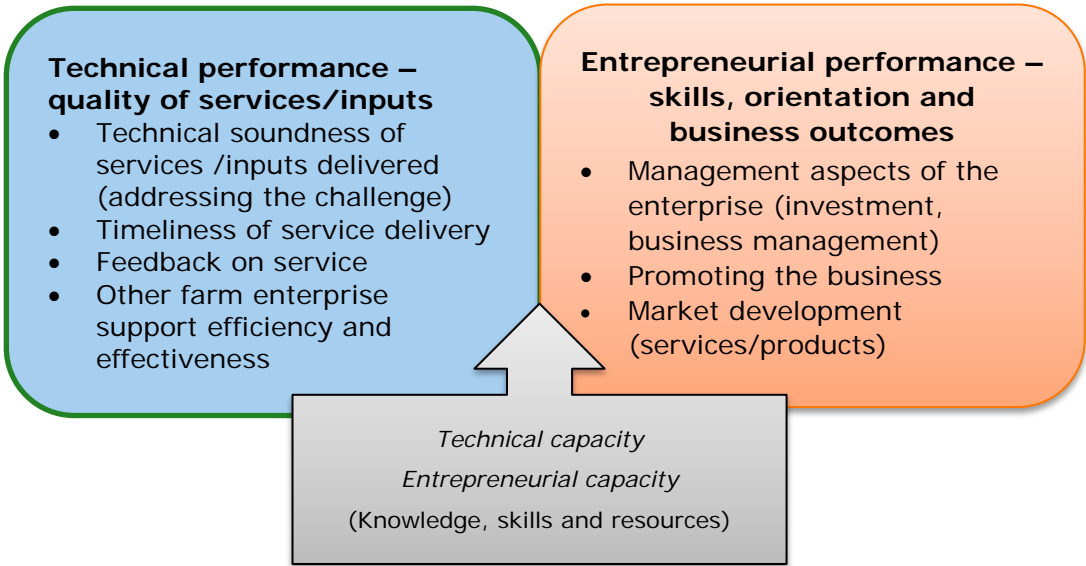 Technical performance –
quality of services/inputs
• Technical soundness of
services /inputs delivered
(addressing the challenge)
• Timeliness of service delivery
• Feedback on service
• Other farm enterprise
support efficiency and
effectiveness
Entrepreneurial performance –
skills, orientation and
business outcomes
• Management aspects of the
enterprise (investment,
business management)
• Promoting the business
• Market development
(services/products)
Technical capacity
Entrepreneurial capacity
(Knowledge, skills and resources)